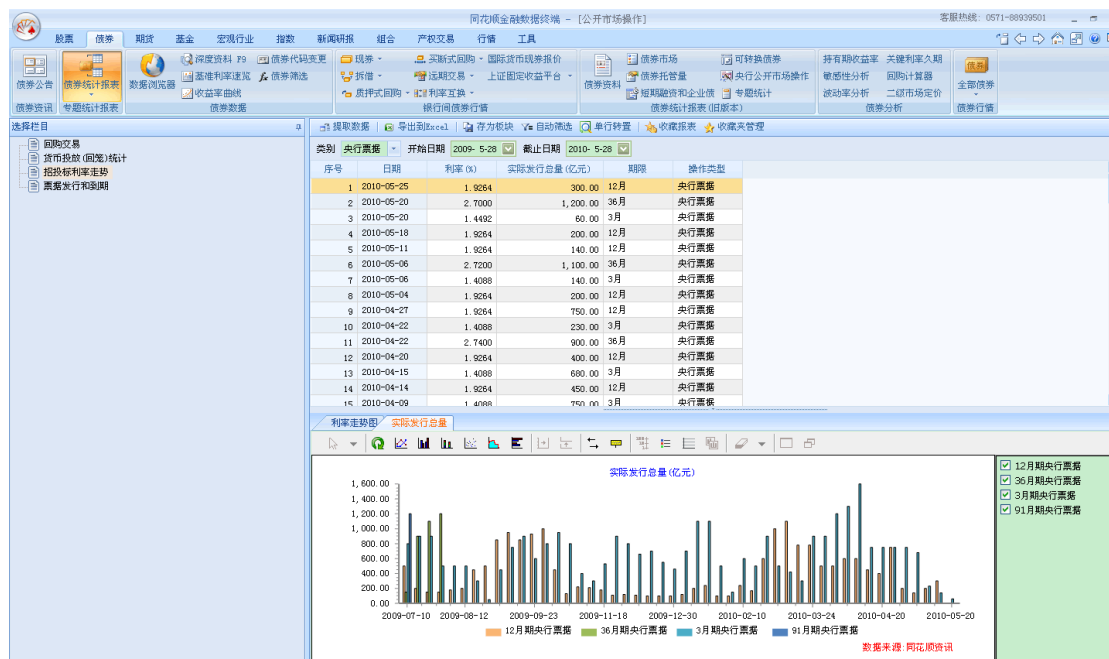 同花顺金融数据终端 - [公开市场操作]
客服热线: 0571-88939501
股票 债券 期货 基金 宏观行业 指数 新闻研报 组合 产权交易 行情 工具
债券公告
债券资讯
债券统计报表
专题统计报表
数据浏览器
深度资料 F9 债券代码变更
基准利率速览 债券筛选
收益率曲线
债券数据
现券 买断式回购 国际货币现券报价
拆借 远期交易 上证固定收益平台
质押式回购 利率互换
银行间债券行情
债券资料
债券市场 可转换债券
债券托管量 央行公开市场操作
短期融资和企业债 专题统计
债券统计报表(旧版本)
持有期收益率 关键利率久期
敏感性分析 回购计算器
波动率分析 二级市场定价
债券分析
全部债券
债券行情
选择栏目
回购交易
货币投放(回笼)统计
招投标利率走势
票据发行和到期
提取数据 导出到Excel 存为板块 自动筛选 单行转置 收藏报表 收藏夹管理
类别 央行票据 开始日期 2009- 5-28 截止日期 2010- 5-28
序号 日期 利率(%) 实际发行总量(亿元) 期限 操作类型
1 2010-05-25 1.9264 300.00 12月 央行票据
2 2010-05-20 2.7000 1,200.00 36月 央行票据
3 2010-05-20 1.4492 60.00 3月 央行票据
4 2010-05-18 1.9264 200.00 12月 央行票据
5 2010-05-11 1.9264 140.00 12月 央行票据
6 2010-05-06 2.7200 1,100.00 36月 央行票据
7 2010-05-06 1.4088 140.00 3月 央行票据
8 2010-05-04 1.9264 200.00 12月 央行票据
9 2010-04-27 1.9264 750.00 12月 央行票据
10 2010-04-22 1.4088 230.00 3月 央行票据
11 2010-04-22 2.7400 900.00 36月 央行票据
12 2010-04-20 1.9264 400.00 12月 央行票据
13 2010-04-15 1.4088 680.00 3月 央行票据
14 2010-04-14 1.9264 450.00 12月 央行票据
15 2010-04-09 1.4088 750.00 3月 央行票据
利率走势图 实际发行总量
实际发行总量(亿元)
1,600.00
1,400.00
1,200.00
1,000.00
800.00
600.00
400.00
200.00
0.00
2009-07-10 2009-08-12 2009-09-23 2009-11-18 2009-12-30 2010-02-10 2010-03-24 2010-04-20 2010-05-20
12月期央行票据 36月期央行票据 3月期央行票据 91月期央行票据
数据来源:同花顺资讯
12月期央行票据
36月期央行票据
3月期央行票据
91月期央行票据